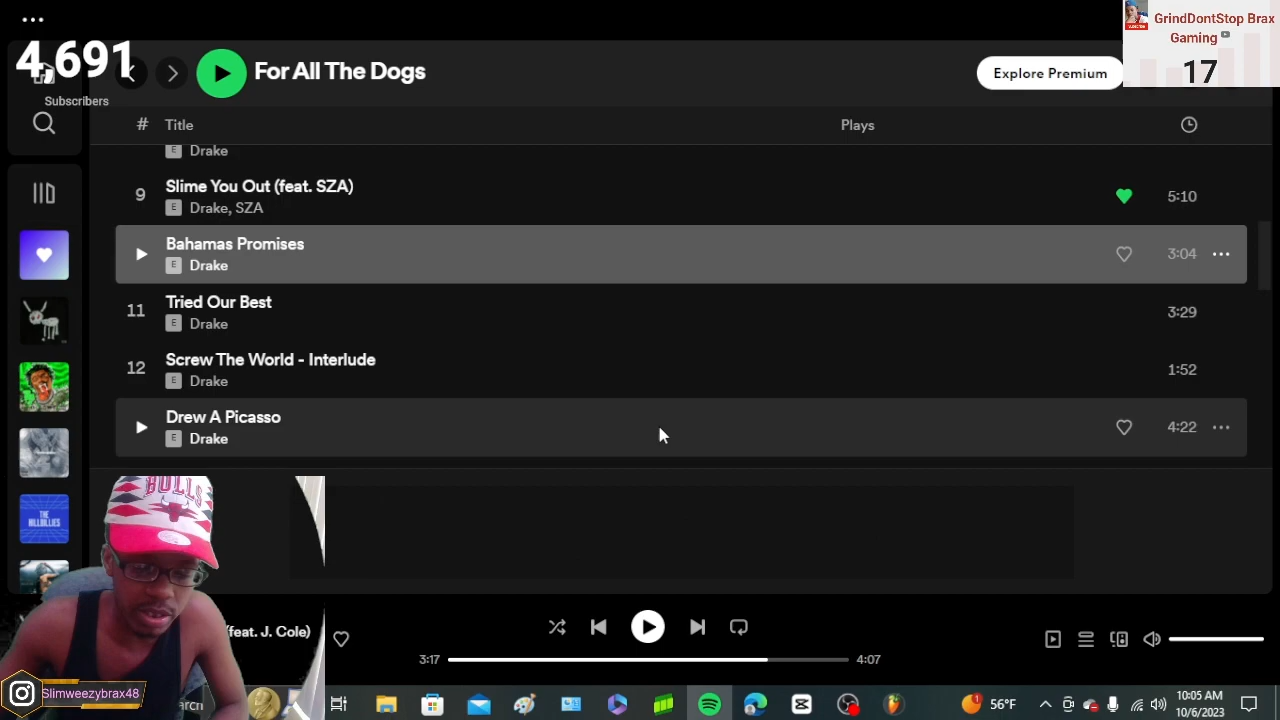 4,691
Subscribers
For All The Dogs
Explore Premium
GrindDontStop Brax
Gaming
17
# Title Plays
E Drake
9 Slime You Out (feat. SZA) 5:10
E Drake, SZA
Bahamas Promises 3:04
E Drake
11 Tried Our Best 3:29
E Drake
12 Screw The World - Interlude 1:52
E Drake
Drew A Picasso 4:22
E Drake
THE
HILLBILLIES
BULLS
(feat. J. Cole)
3:17 4:07
Slimweezybrax48
56°F
10:05 AM
10/6/2023